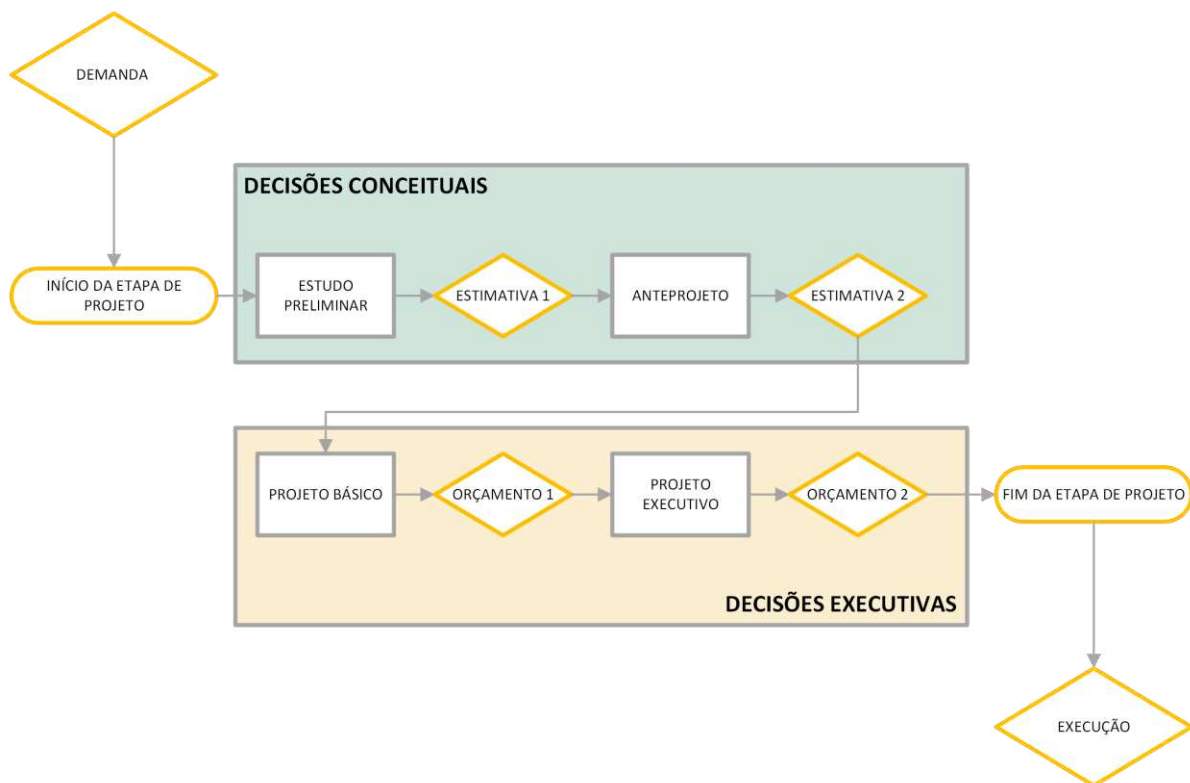 DEMANDA
DECISÕES CONCEITUAIS
INÍCIO DA ETAPA DE
PROJETO
ESTUDO
PRELIMINAR
ESTIMATIVA 1
ANTEPROJETO
ESTIMATIVA 2
PROJETO BÁSICO
ORÇAMENTO 1
PROJETO
EXECUTIVO
ORÇAMENTO 2
FIM DA ETAPA DE PROJETO
DECISÕES EXECUTIVAS
EXECUÇÃO